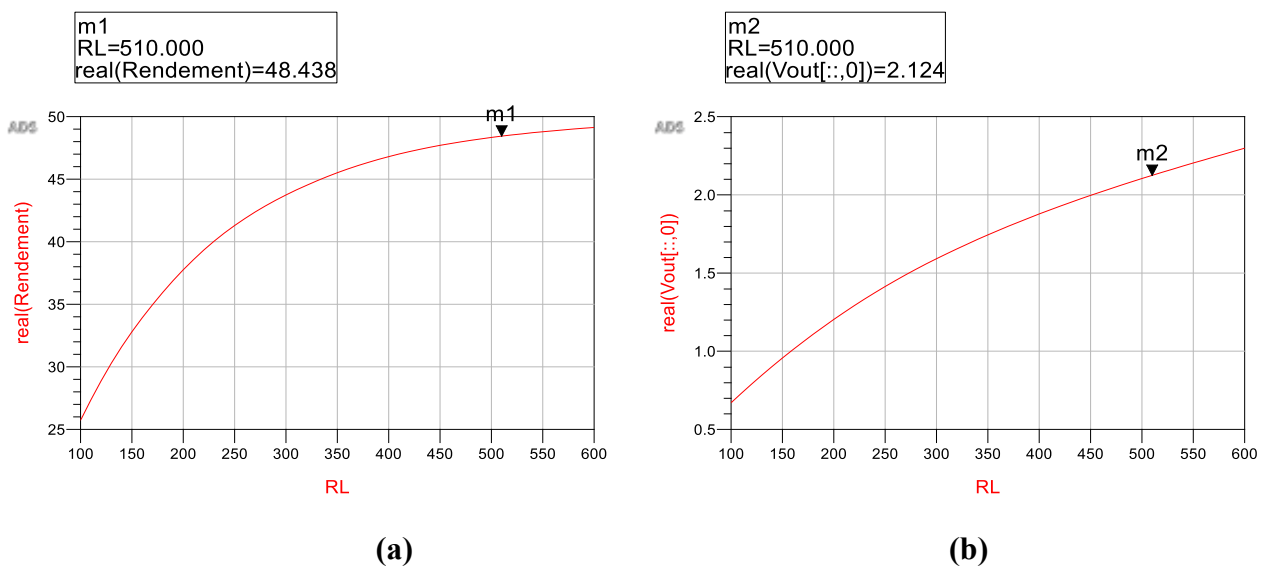 m1
RL=510.000
real(Rendement)=48.438
m2
RL=510.000
real(Vout[::,0])=2.124
ADS
50
45
40
35
30
25
real(Rendement)
m1
100 150 200 250 300 350 400 450 500 550 600
RL
(a)
ADS
2.5
2.0
1.5
1.0
0.5
real(Vout[::,0])
m2
100 150 200 250 300 350 400 450 500 550 600
RL
(b)